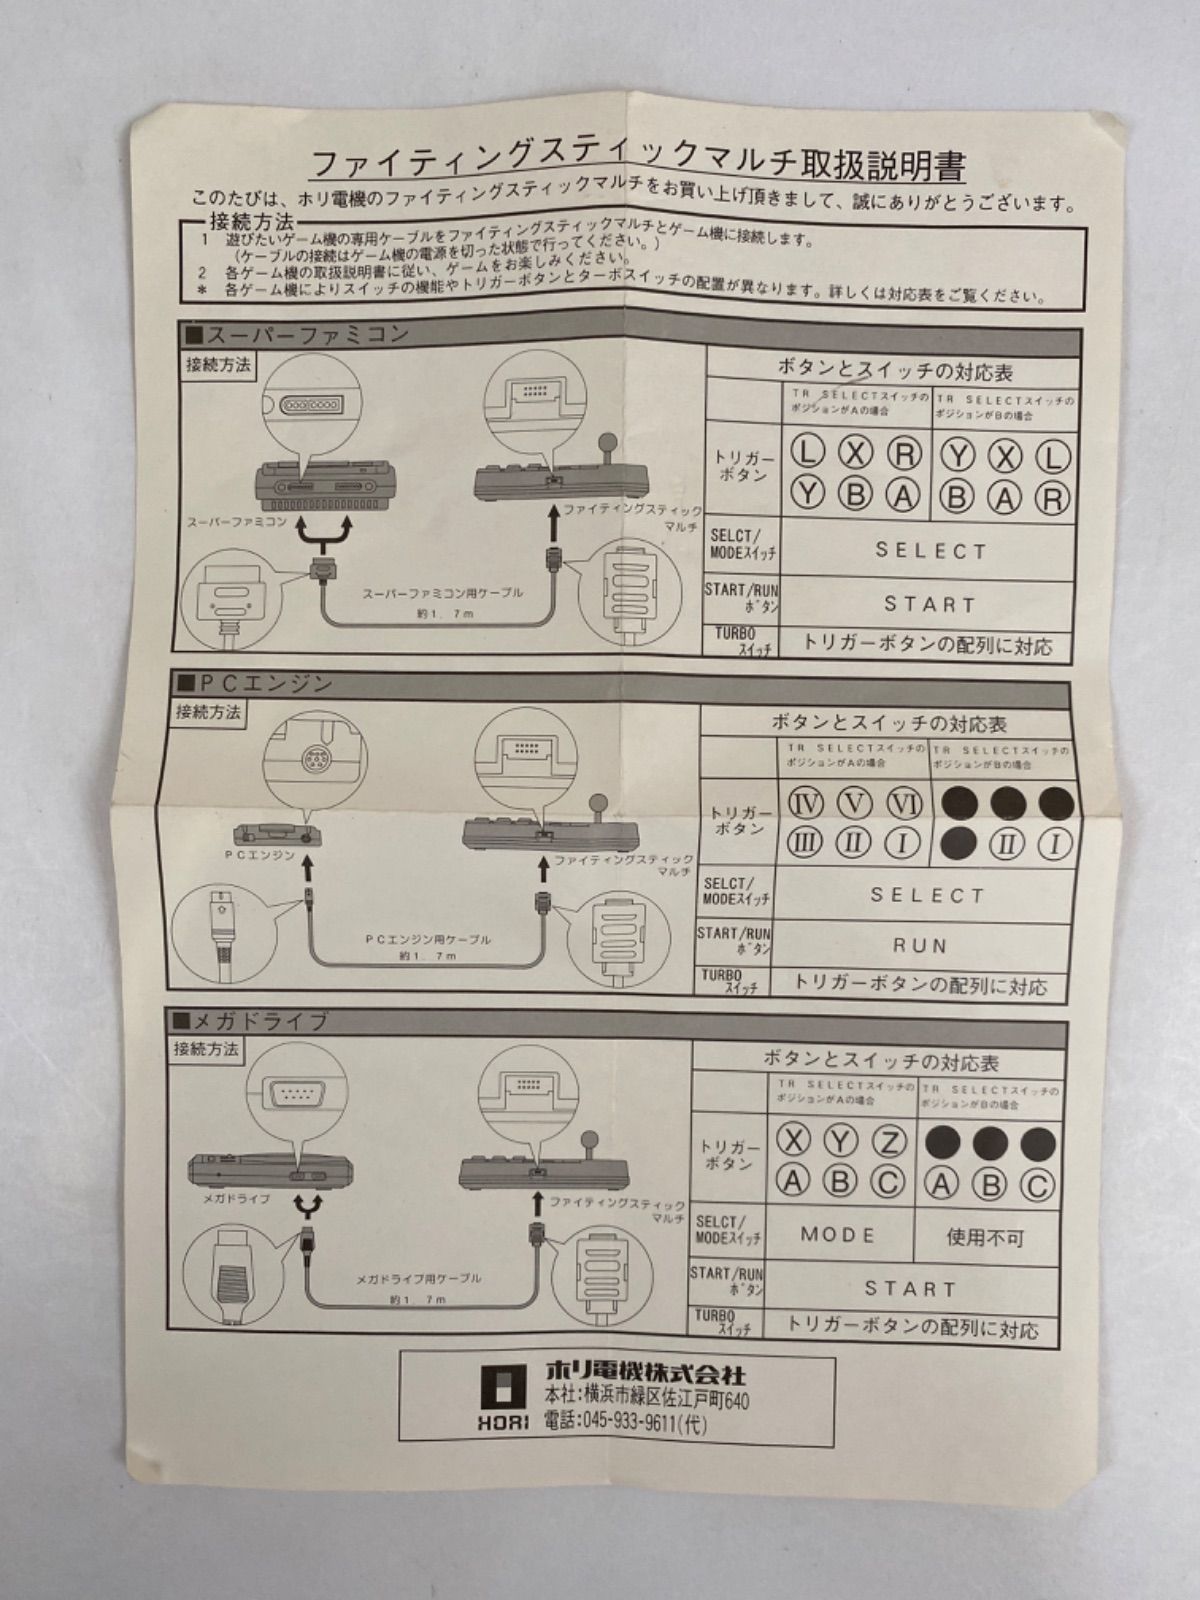 ファイティングスティックマルチ取扱説明書
このたびは、ホリ電機のファイティングスティックマルチをお買い上げ頂きまして、誠にありがとうございます。
接続方法
1 遊びたいゲーム機の専用ケーブルをファイティングスティックマルチとゲーム機に接続します。
(ケーブルの接続はゲーム機の電源を切った状態で行ってください。)
2 各ゲーム機の取扱説明書に従い、ゲームをお楽しみください。
* 各ゲーム機によりスイッチの機能やトリガーボタンとターボスイッチの配置が異なります。詳しくは対応表をご覧ください。
■スーパーファミコン
接続方法
スーパーファミコン
ファイティングスティック
マルチ
スーパーファミコン用ケーブル
約1.7m
ボタンとスイッチの対応表
TR SELECTスイッチの
ポジションがAの場合
TR SELECTスイッチの
ポジションがBの場合
トリガー
ボタン
Ⓛ Ⓧ Ⓡ
Ⓨ Ⓑ Ⓐ
Ⓨ Ⓧ Ⓛ
Ⓑ Ⓐ Ⓡ
SELCT/
MODEスイッチ
SELECT
START/RUN
ボタン
START
TURBO
スイッチ
トリガーボタンの配列に対応
■PCエンジン
接続方法
PCエンジン
ファイティングスティック
マルチ
PCエンジン用ケーブル
約1.7m
ボタンとスイッチの対応表
TR SELECTスイッチの
ポジションがAの場合
TR SELECTスイッチの
ポジションがBの場合
トリガー
ボタン
Ⅳ Ⅴ Ⅵ
Ⅲ Ⅱ Ⅰ
● ● ●
● Ⅱ Ⅰ
SELCT/
MODEスイッチ
SELECT
START/RUN
ボタン
RUN
TURBO
スイッチ
トリガーボタンの配列に対応
■メガドライブ
接続方法
メガドライブ
ファイティングスティック
マルチ
メガドライブ用ケーブル
約1.7m
ボタンとスイッチの対応表
TR SELECTスイッチの
ポジションがAの場合
TR SELECTスイッチの
ポジションがBの場合
トリガー
ボタン
Ⓧ Ⓨ Ⓩ
Ⓐ Ⓑ Ⓒ
● ● ●
Ⓐ Ⓑ Ⓒ
SELCT/
MODEスイッチ
MODE
使用不可
START/RUN
ボタン
START
TURBO
スイッチ
トリガーボタンの配列に対応
HORI
ホリ電機株式会社
本社:横浜市緑区佐江戸町640
電話:045-933-9611(代)